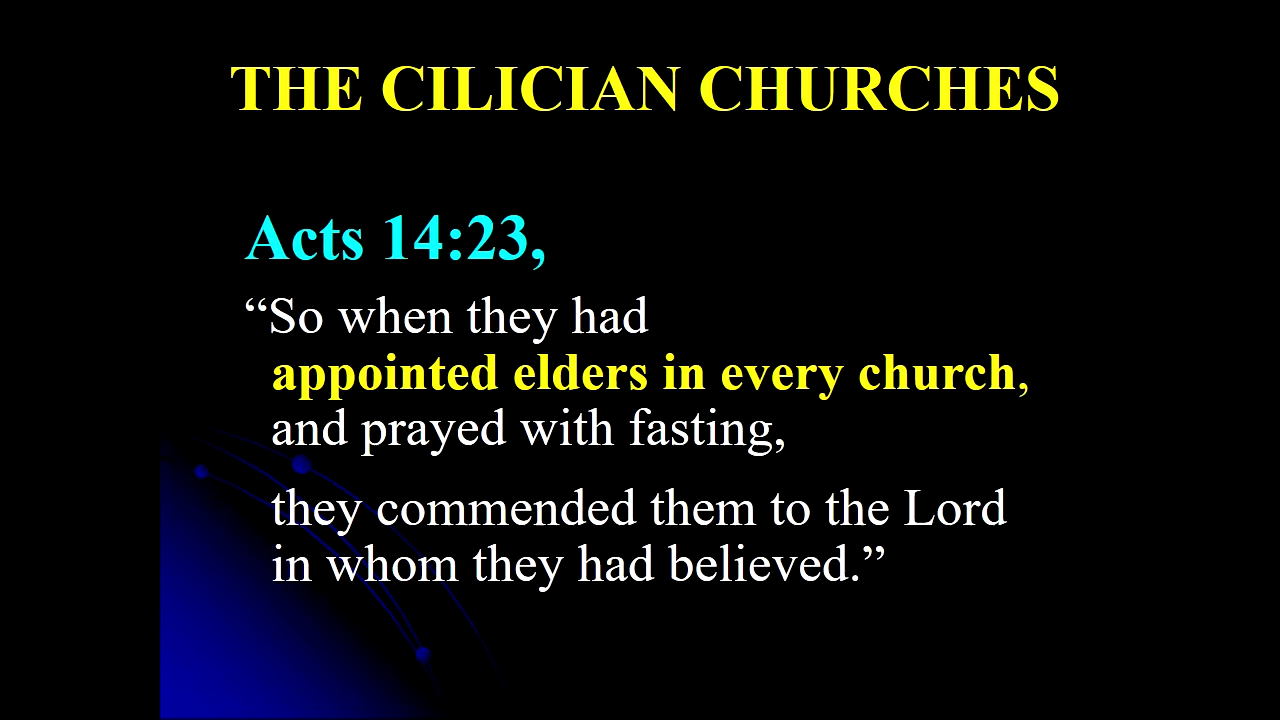 THE CILICIAN CHURCHES
Acts 14:23,
“So when they had
appointed elders in every church,
and prayed with fasting,
they commended them to the Lord
in whom they had believed.”